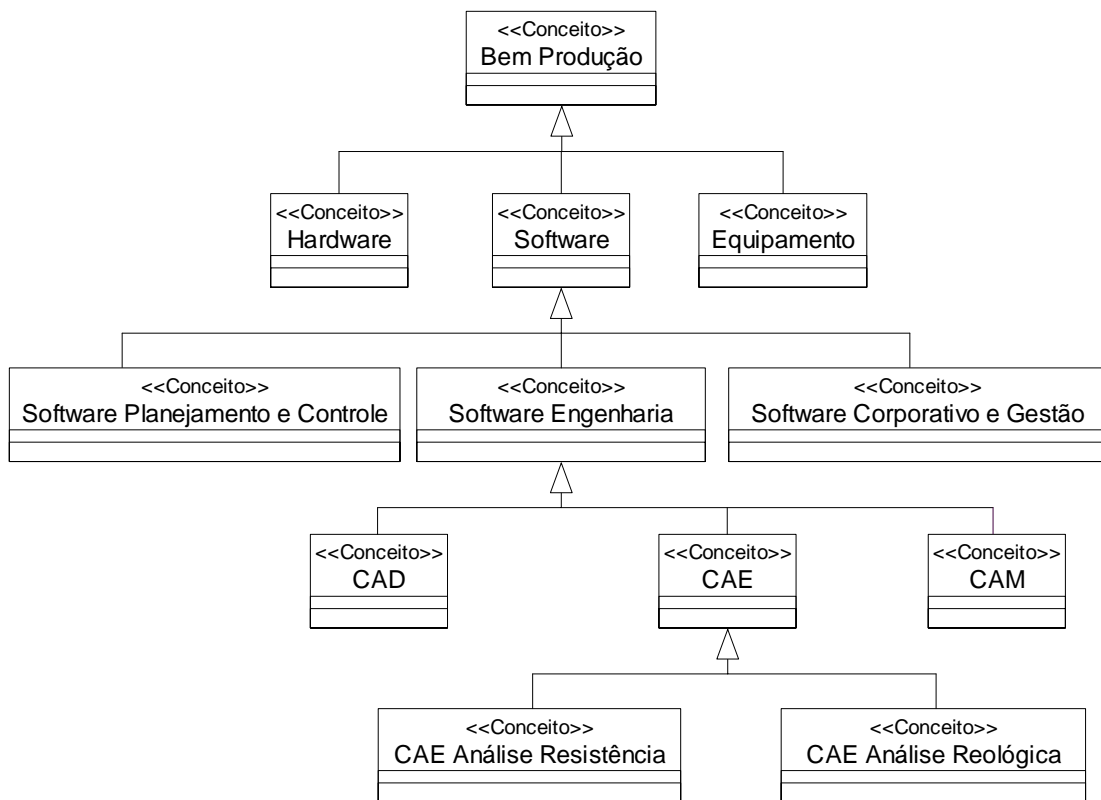 <<Conceito>>
Bem Produção
<<Conceito>>
Hardware
<<Conceito>>
Software
<<Conceito>>
Equipamento
<<Conceito>>
Software Planejamento e Controle
<<Conceito>>
Software Engenharia
<<Conceito>>
Software Corporativo e Gestão
<<Conceito>>
CAD
<<Conceito>>
CAE
<<Conceito>>
CAM
<<Conceito>>
CAE Análise Resistência
<<Conceito>>
CAE Análise Reológica